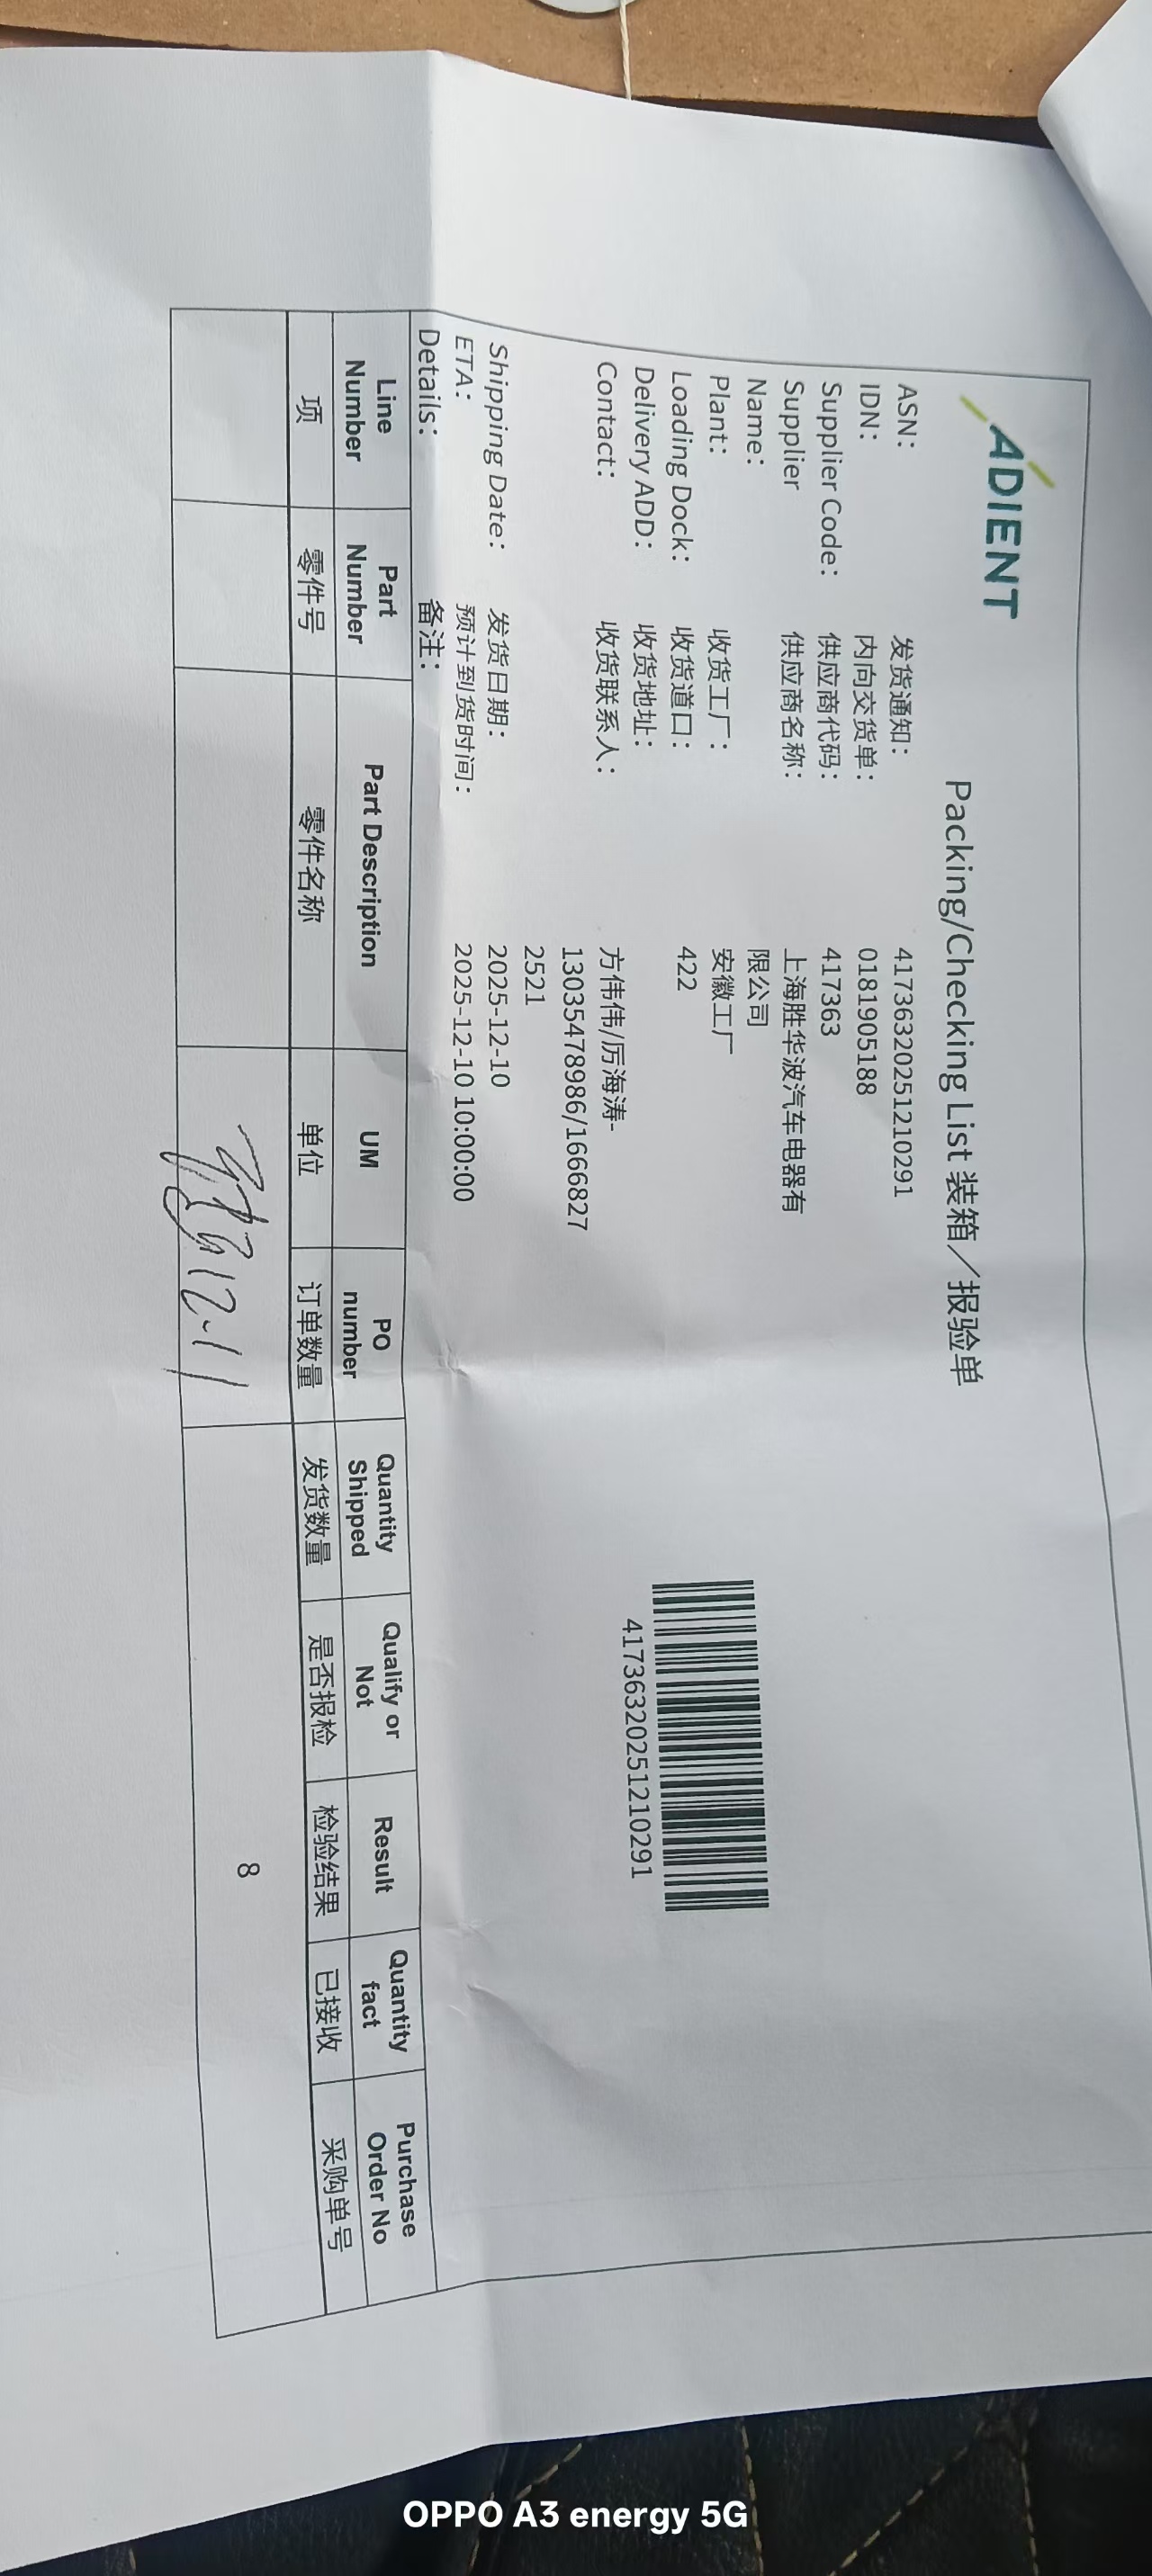 ADIENT
Packing/Checking List 装箱／报验单
ASN: 发货通知: 4173632025121029​1
IDN: 内向交货单: 0181905188
Supplier Code: 供应商代码: 417363
Supplier Name: 供应商名称: 上海胜华波汽车电器有
限公司
Plant: 收货工厂: 安徽工厂
Loading Dock: 收货道口: 422
Delivery ADD: 收货地址:
Contact: 收货联系人: 方伟伟/厉海涛-
13035478986/1666827
2521
Shipping Date: 发货日期: 2025-12-10
ETA: 预计到货时间: 2025-12-10 10:00:00
Details: 备注:
41736320251210291
Line Number Part Number Part Description UM PO number Quantity Shipped Qualify or Not Result Quantity fact Purchase Order No
项 零件号 零件名称 单位 订单数量 发货数量 是否报检 检验结果 已接收 采购单号
8
12.11
OPPO A3 energy 5G